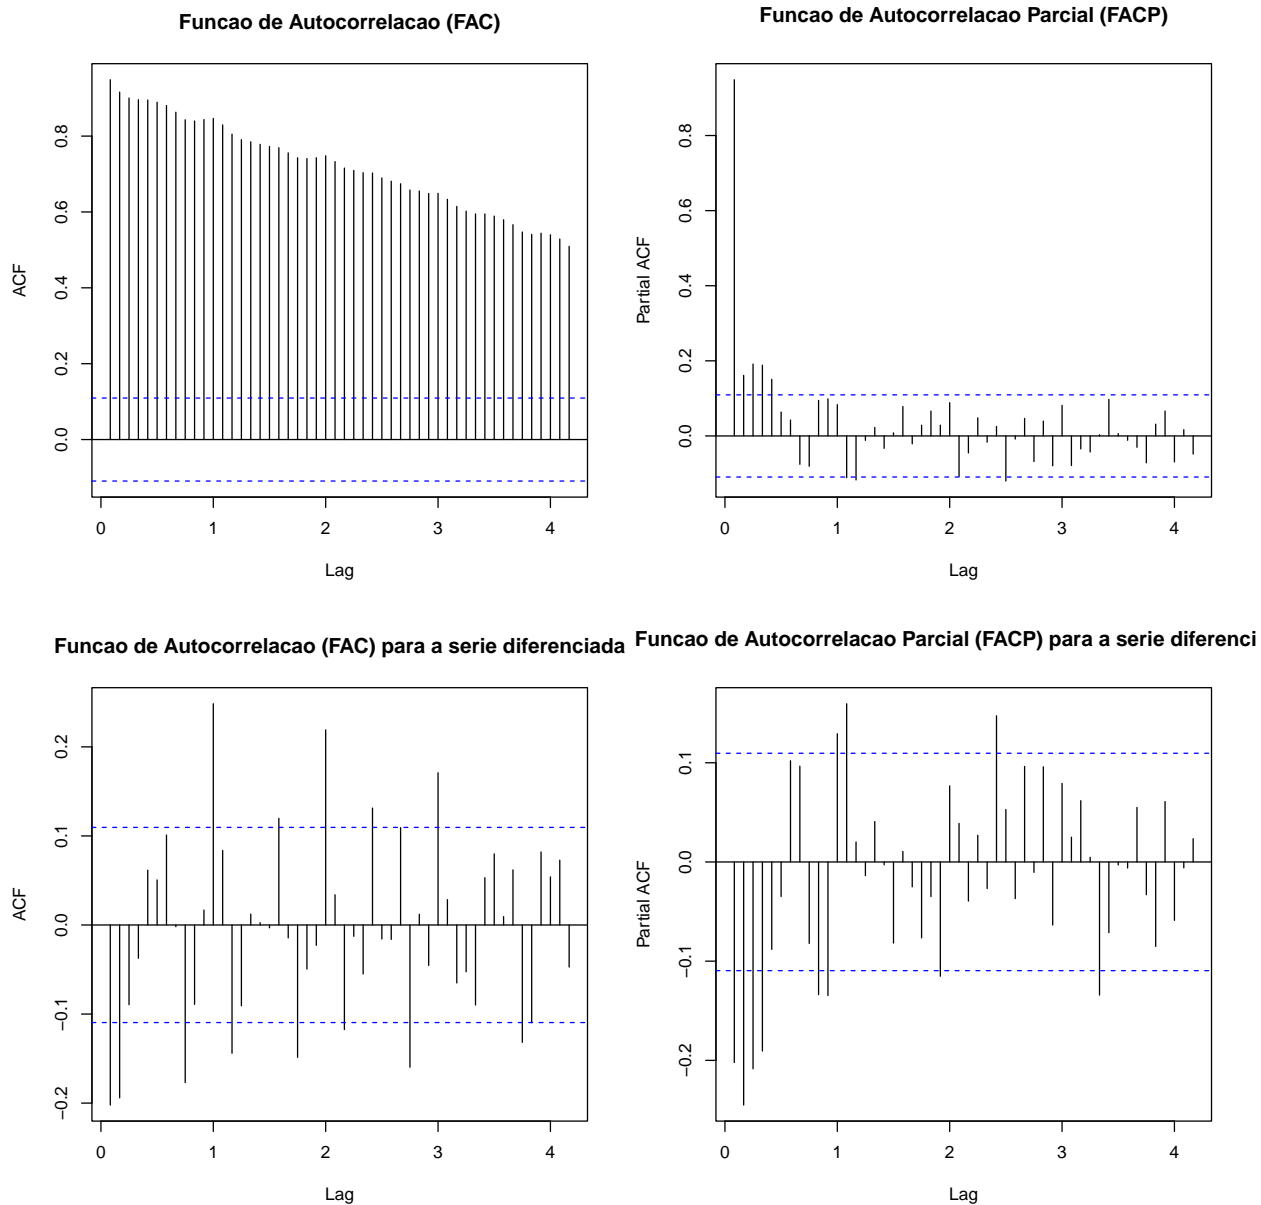 Funcao de Autocorrelacao (FAC)
ACF
0.0 0.2 0.4 0.6 0.8
0 1 2 3 4
Lag
Funcao de Autocorrelacao Parcial (FACP)
Partial ACF
0.0 0.2 0.4 0.6 0.8
0 1 2 3 4
Lag
Funcao de Autocorrelacao (FAC) para a serie diferenciada
ACF
−0.2 −0.1 0.0 0.1 0.2
0 1 2 3 4
Lag
Funcao de Autocorrelacao Parcial (FACP) para a serie diferenci
Partial ACF
−0.2 −0.1 0.0 0.1
0 1 2 3 4
Lag